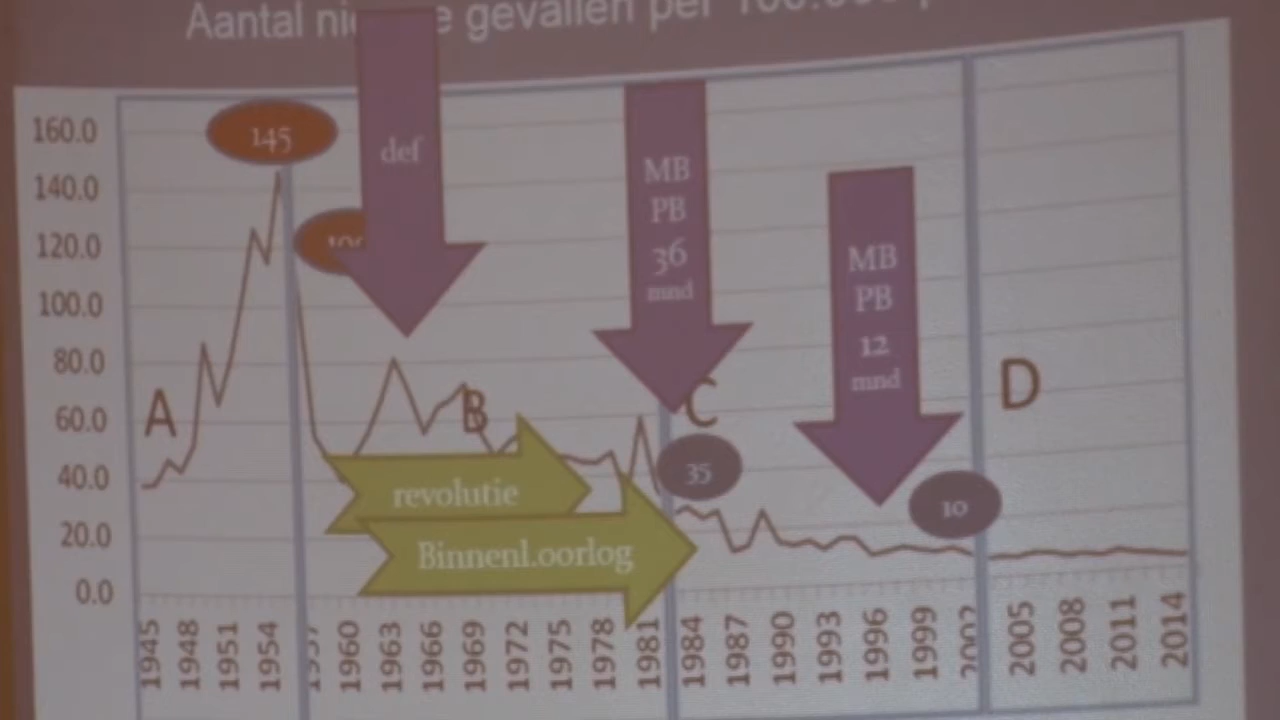 Aantal gevallen per
160.0
140.0
120.0
100.0
80.0
60.0
40.0
20.0
0.0
145
def
MB
PB
36
mnd
MB
PB
12
mnd
A
B
C
D
35
10
revolutie
Binnenl.oorlog
1945 1948 1951 1954 1957 1960 1963 1966 1969 1972 1975 1978 1981 1984 1987 1990 1993 1996 1999 2002 2005 2008 2011 2014